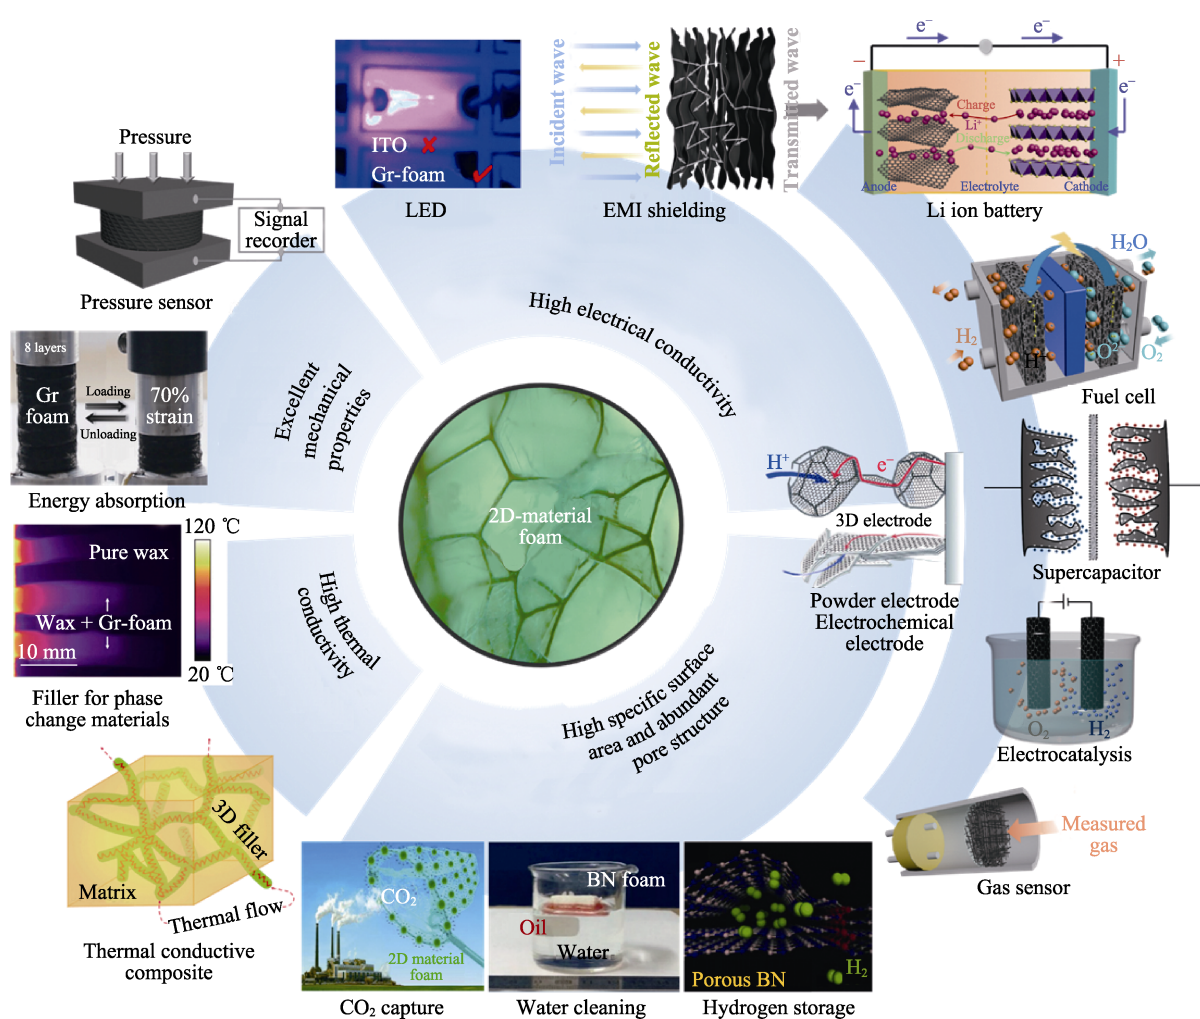 ITO ✘
Gr-foam ✓
LED
Incident wave
Reflected wave
Transmitted wave
EMI shielding
e⁻
e⁻
−
+
e⁻
e⁻
Charge
Li⁺
Discharge
Anode
Electrolyte
Cathode
Li ion battery
Pressure
Signal
recorder
Pressure sensor
H₂O
H₂
H⁺
O²⁻
O₂
Fuel cell
8 layers
Gr
foam
Loading
Unloading
70%
strain
Energy absorption
Excellent
mechanical
properties
High electrical conductivity
2D-material
foam
H⁺
e⁻
3D electrode
Powder electrode
Electrochemical
electrode
Supercapacitor
120 ℃
Pure wax
Wax + Gr-foam
10 mm
20 ℃
Filler for phase
change materials
High thermal
conductivity
High specific surface
area and abundant
pore structure
O₂
H₂
Electrocatalysis
3D filler
Matrix
Thermal flow
Thermal conductive
composite
CO₂
2D material
foam
CO₂ capture
BN foam
Oil
Water
Water cleaning
Porous BN
H₂
Hydrogen storage
Measured
gas
Gas sensor